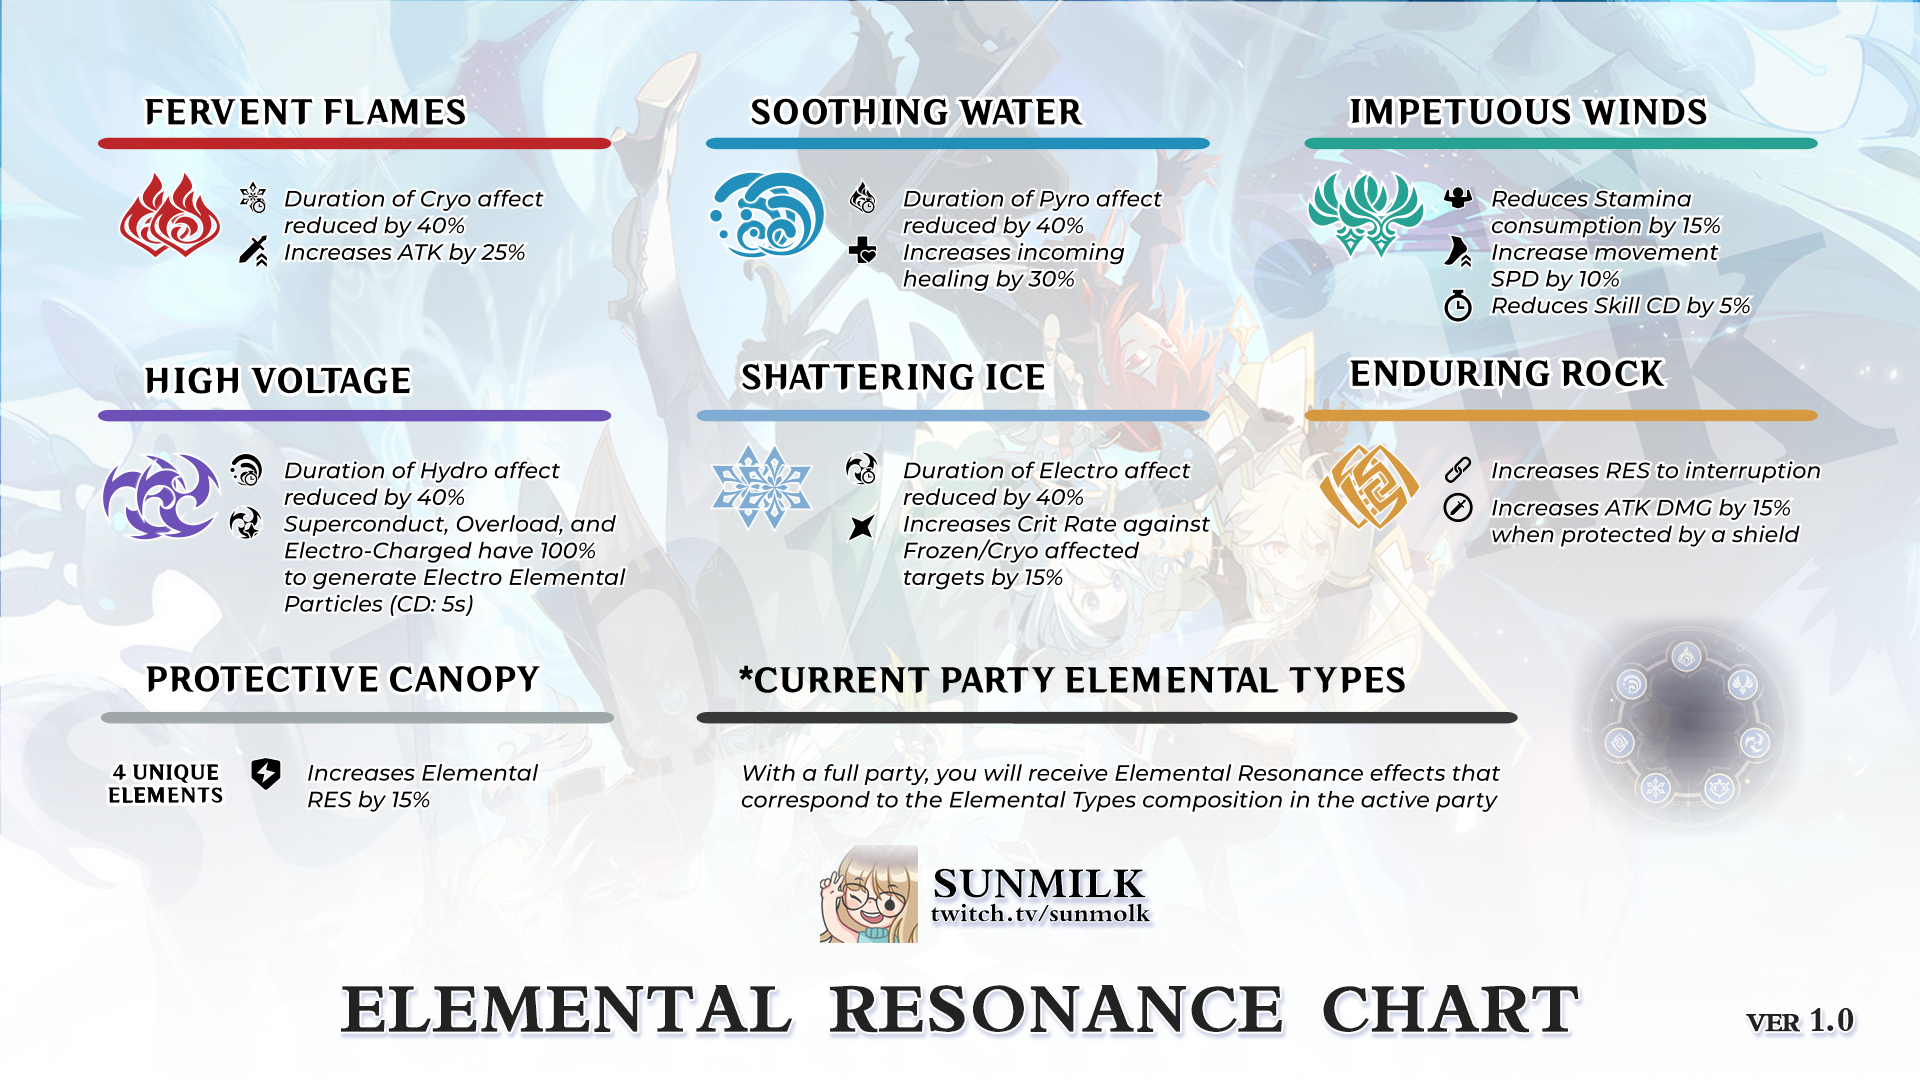 FERVENT FLAMES
Duration of Cryo affect
reduced by 40%
Increases ATK by 25%
SOOTHING WATER
Duration of Pyro affect
reduced by 40%
Increases incoming
healing by 30%
IMPETUOUS WINDS
Reduces Stamina
consumption by 15%
Increase movement
SPD by 10%
Reduces Skill CD by 5%
HIGH VOLTAGE
Duration of Hydro affect
reduced by 40%
Superconduct, Overload, and
Electro-Charged have 100%
to generate Electro Elemental
Particles (CD: 5s)
SHATTERING ICE
Duration of Electro affect
reduced by 40%
Increases Crit Rate against
Frozen/Cryo affected
targets by 15%
ENDURING ROCK
Increases RES to interruption
Increases ATK DMG by 15%
when protected by a shield
PROTECTIVE CANOPY
4 UNIQUE
ELEMENTS
Increases Elemental
RES by 15%
*CURRENT PARTY ELEMENTAL TYPES
With a full party, you will receive Elemental Resonance effects that
correspond to the Elemental Types composition in the active party
SUNMILK
twitch.tv/sunmolk
ELEMENTAL RESONANCE CHART
VER 1.0